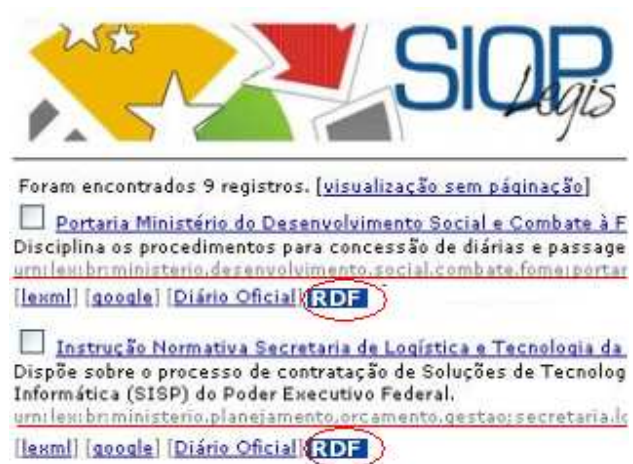 SIOP
Legis
Foram encontrados 9 registros. [visualização sem páginação]
Portaria Ministério do Desenvolvimento Social e Combate à F
Disciplina os procedimentos para concessão de diárias e passage
urn:lex:br:ministerio.desenvolvimento.social.combate.fome:portar
[lexml] [google] [Diário Oficial] RDF
Instrução Normativa Secretaria de Logística e Tecnologia da
Dispõe sobre o processo de contratação de Soluções de Tecnolog
Informática (SISP) do Poder Executivo Federal.
urn:lex:br:ministerio.planejamento.orcamento.gestao;secretaria.lo
[lexml] [google] [Diário Oficial] RDF